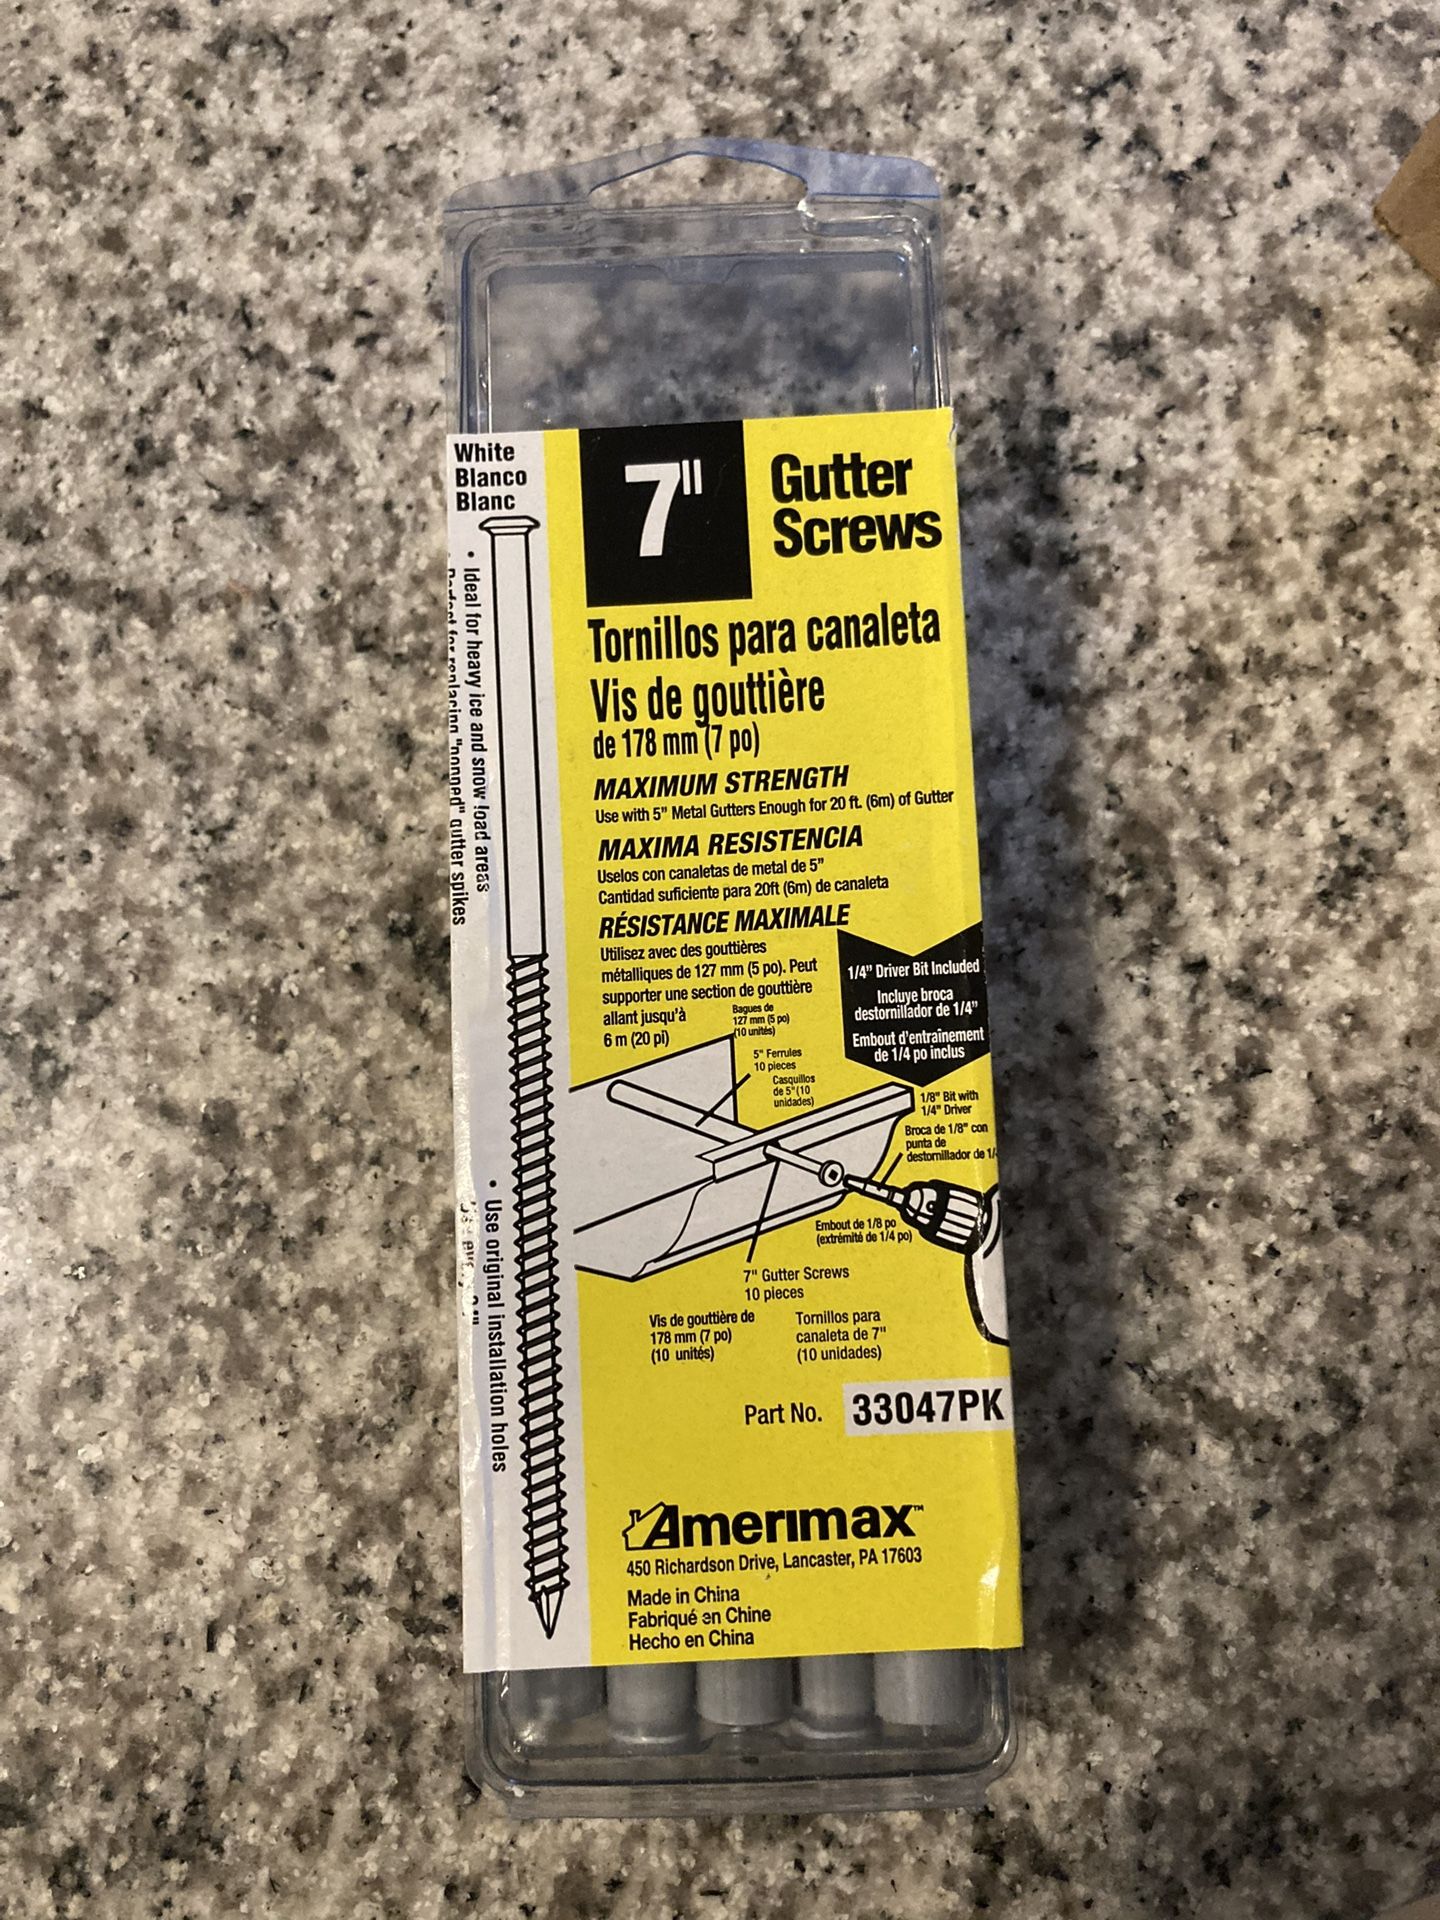 White
Blanco
Blanc
• Ideal for heavy ice and snow load areas
Perfect for replacing "popped" gutter spikes
• Use original installation holes
7"
Gutter
Screws
Tornillos para canaleta
Vis de gouttière
de 178 mm (7 po)
MAXIMUM STRENGTH
Use with 5" Metal Gutters Enough for 20 ft. (6m) of Gutter
MAXIMA RESISTENCIA
Uselos con canaletas de metal de 5"
Cantidad suficiente para 20ft (6m) de canaleta
RÉSISTANCE MAXIMALE
Utilisez avec des gouttières
métalliques de 127 mm (5 po). Peut
supporter une section de gouttière
allant jusqu'à
6 m (20 pi)
1/4" Driver Bit Included
Incluye broca
destornillador de 1/4"
Embout d'entraînement
de 1/4 po inclus
Bagues de
127 mm (5 po)
(10 unités)
5" Ferrules
10 pieces
Casquillos
de 5" (10
unidades)
1/8" Bit with
1/4" Driver
Broca de 1/8" con
punta de
destornillador de 1/
Embout de 1/8 po
(extrémité de 1/4 po)
7" Gutter Screws
10 pieces
Vis de gouttière de
178 mm (7 po)
(10 unités)
Tornillos para
canaleta de 7"
(10 unidades)
Part No. 33047PK
Amerimax™
450 Richardson Drive, Lancaster, PA 17603
Made in China
Fabriqué en Chine
Hecho en China